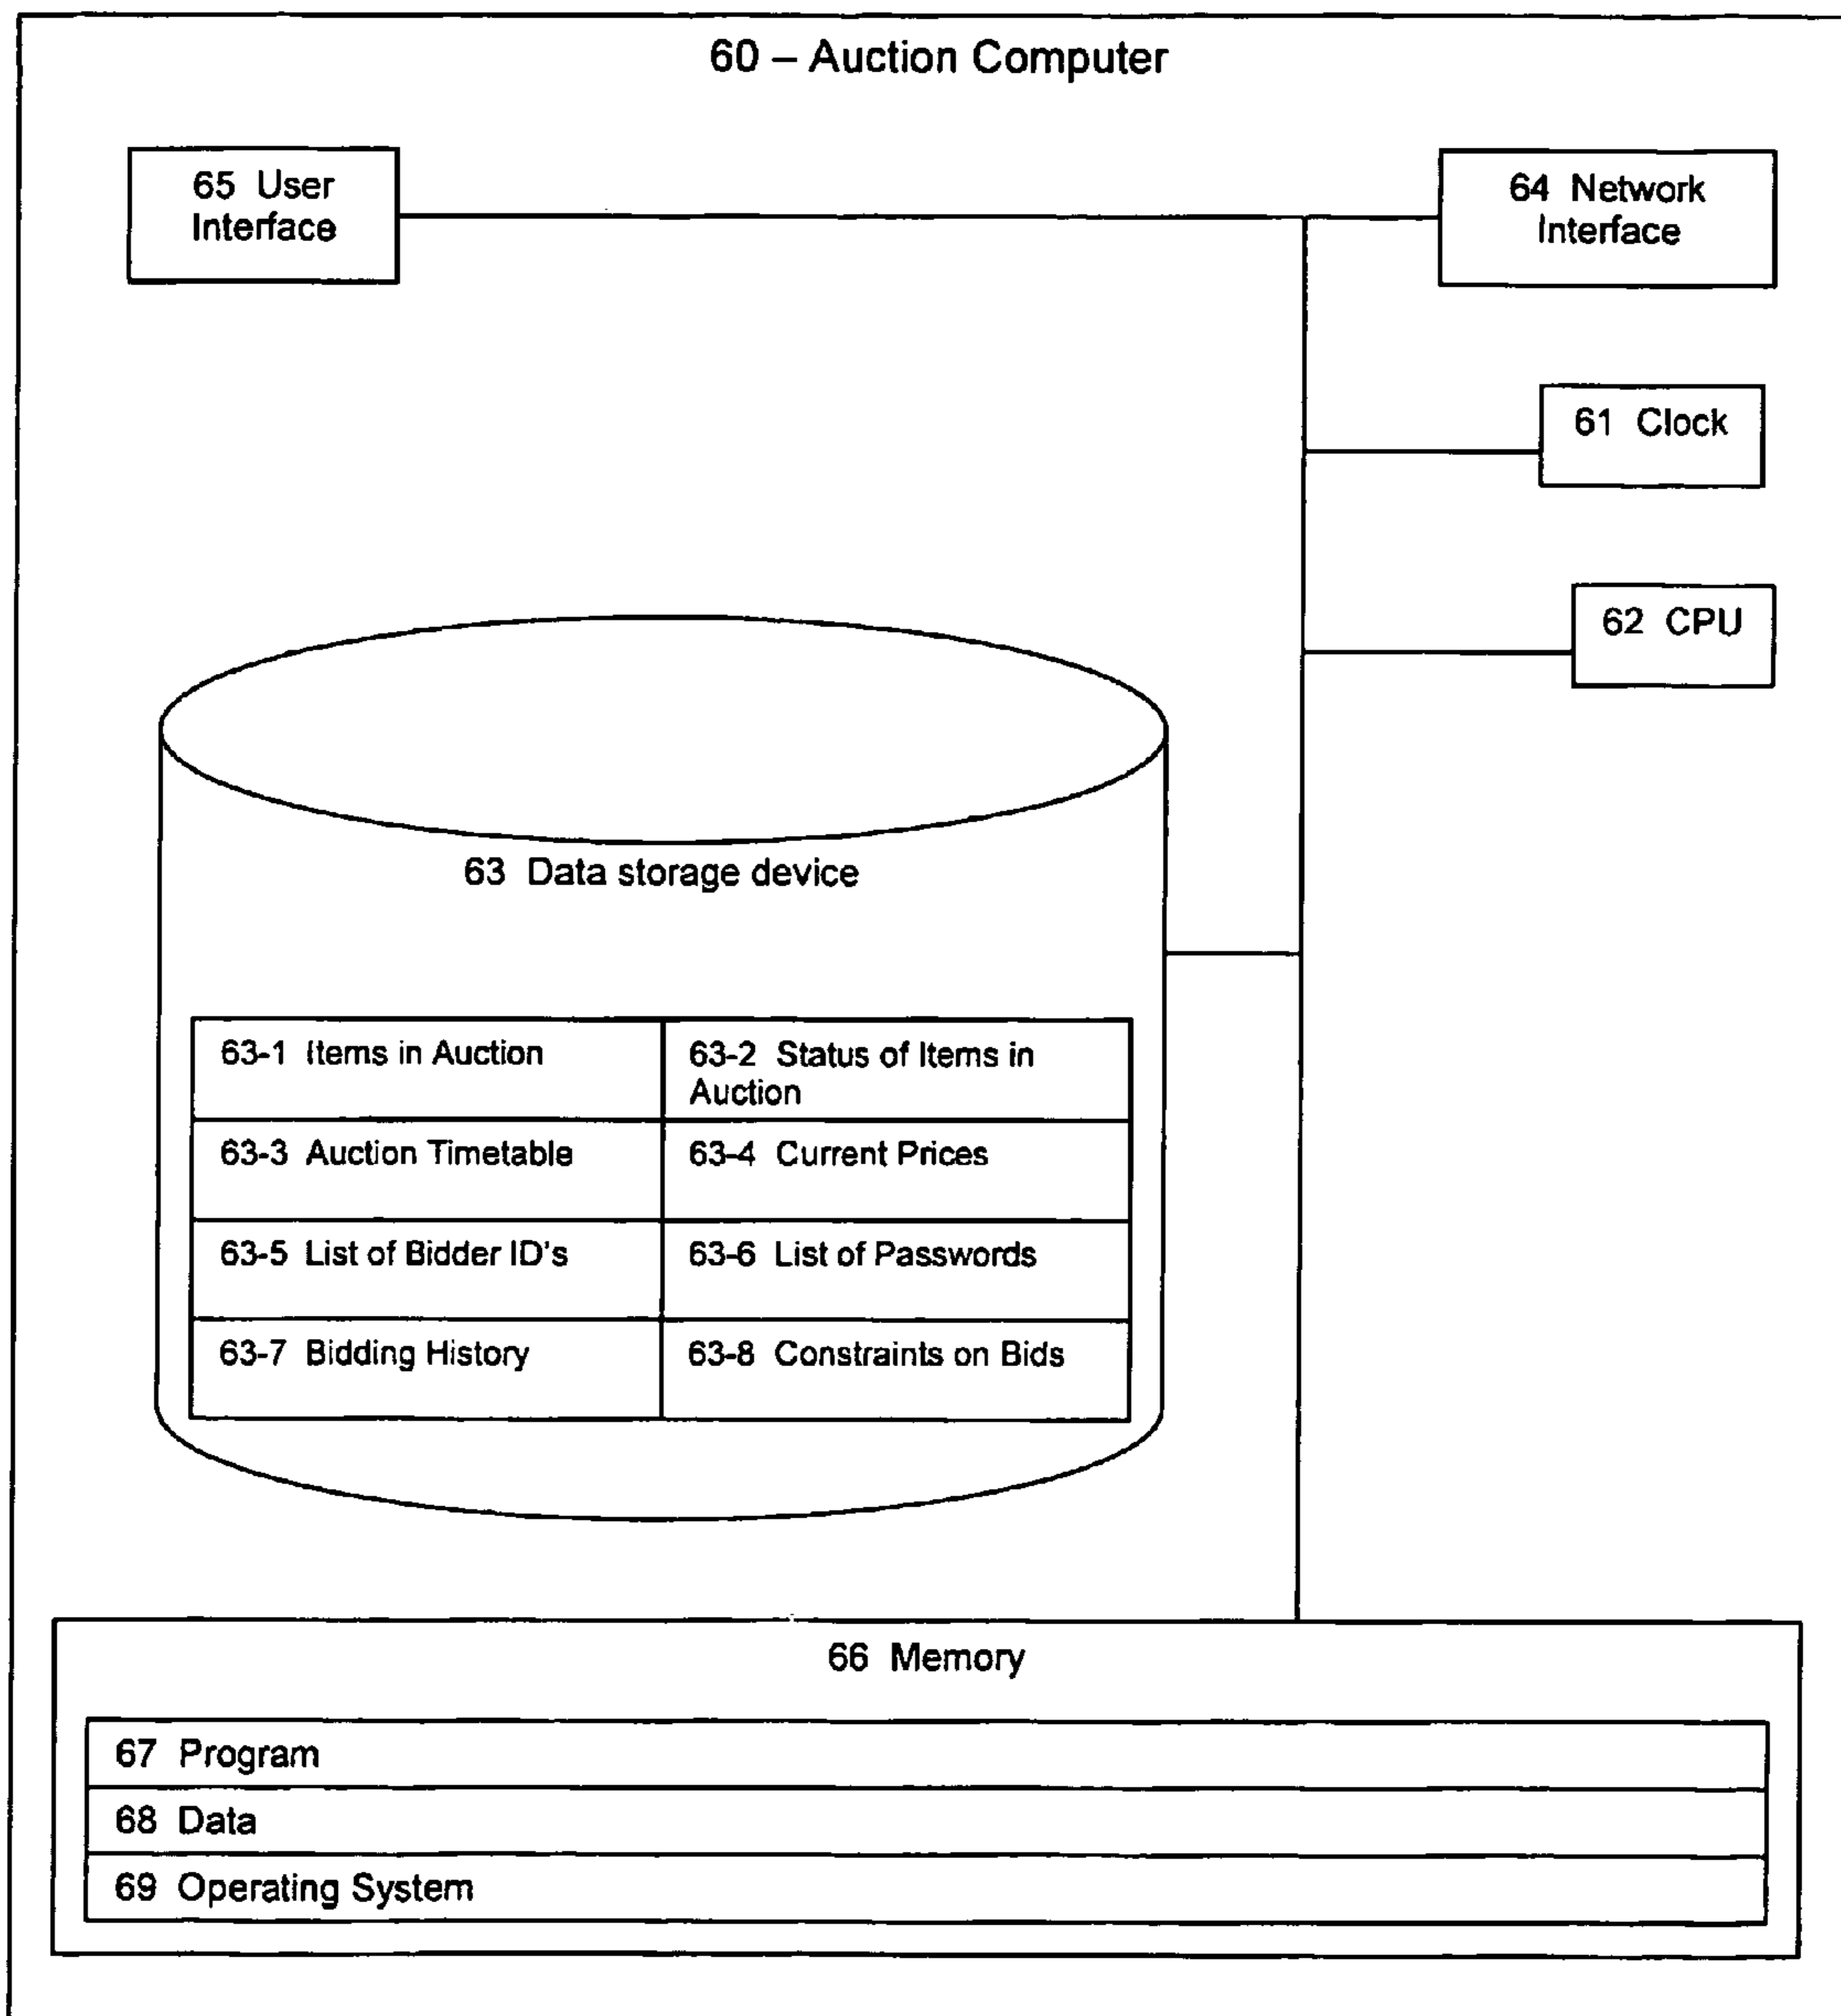 60 – Auction Computer
65 User
Interface
64 Network
Interface
61 Clock
62 CPU
63 Data storage device
63-1 Items in Auction
63-2 Status of Items in
Auction
63-3 Auction Timetable
63-4 Current Prices
63-5 List of Bidder ID's
63-6 List of Passwords
63-7 Bidding History
63-8 Constraints on Bids
66 Memory
67 Program
68 Data
69 Operating System